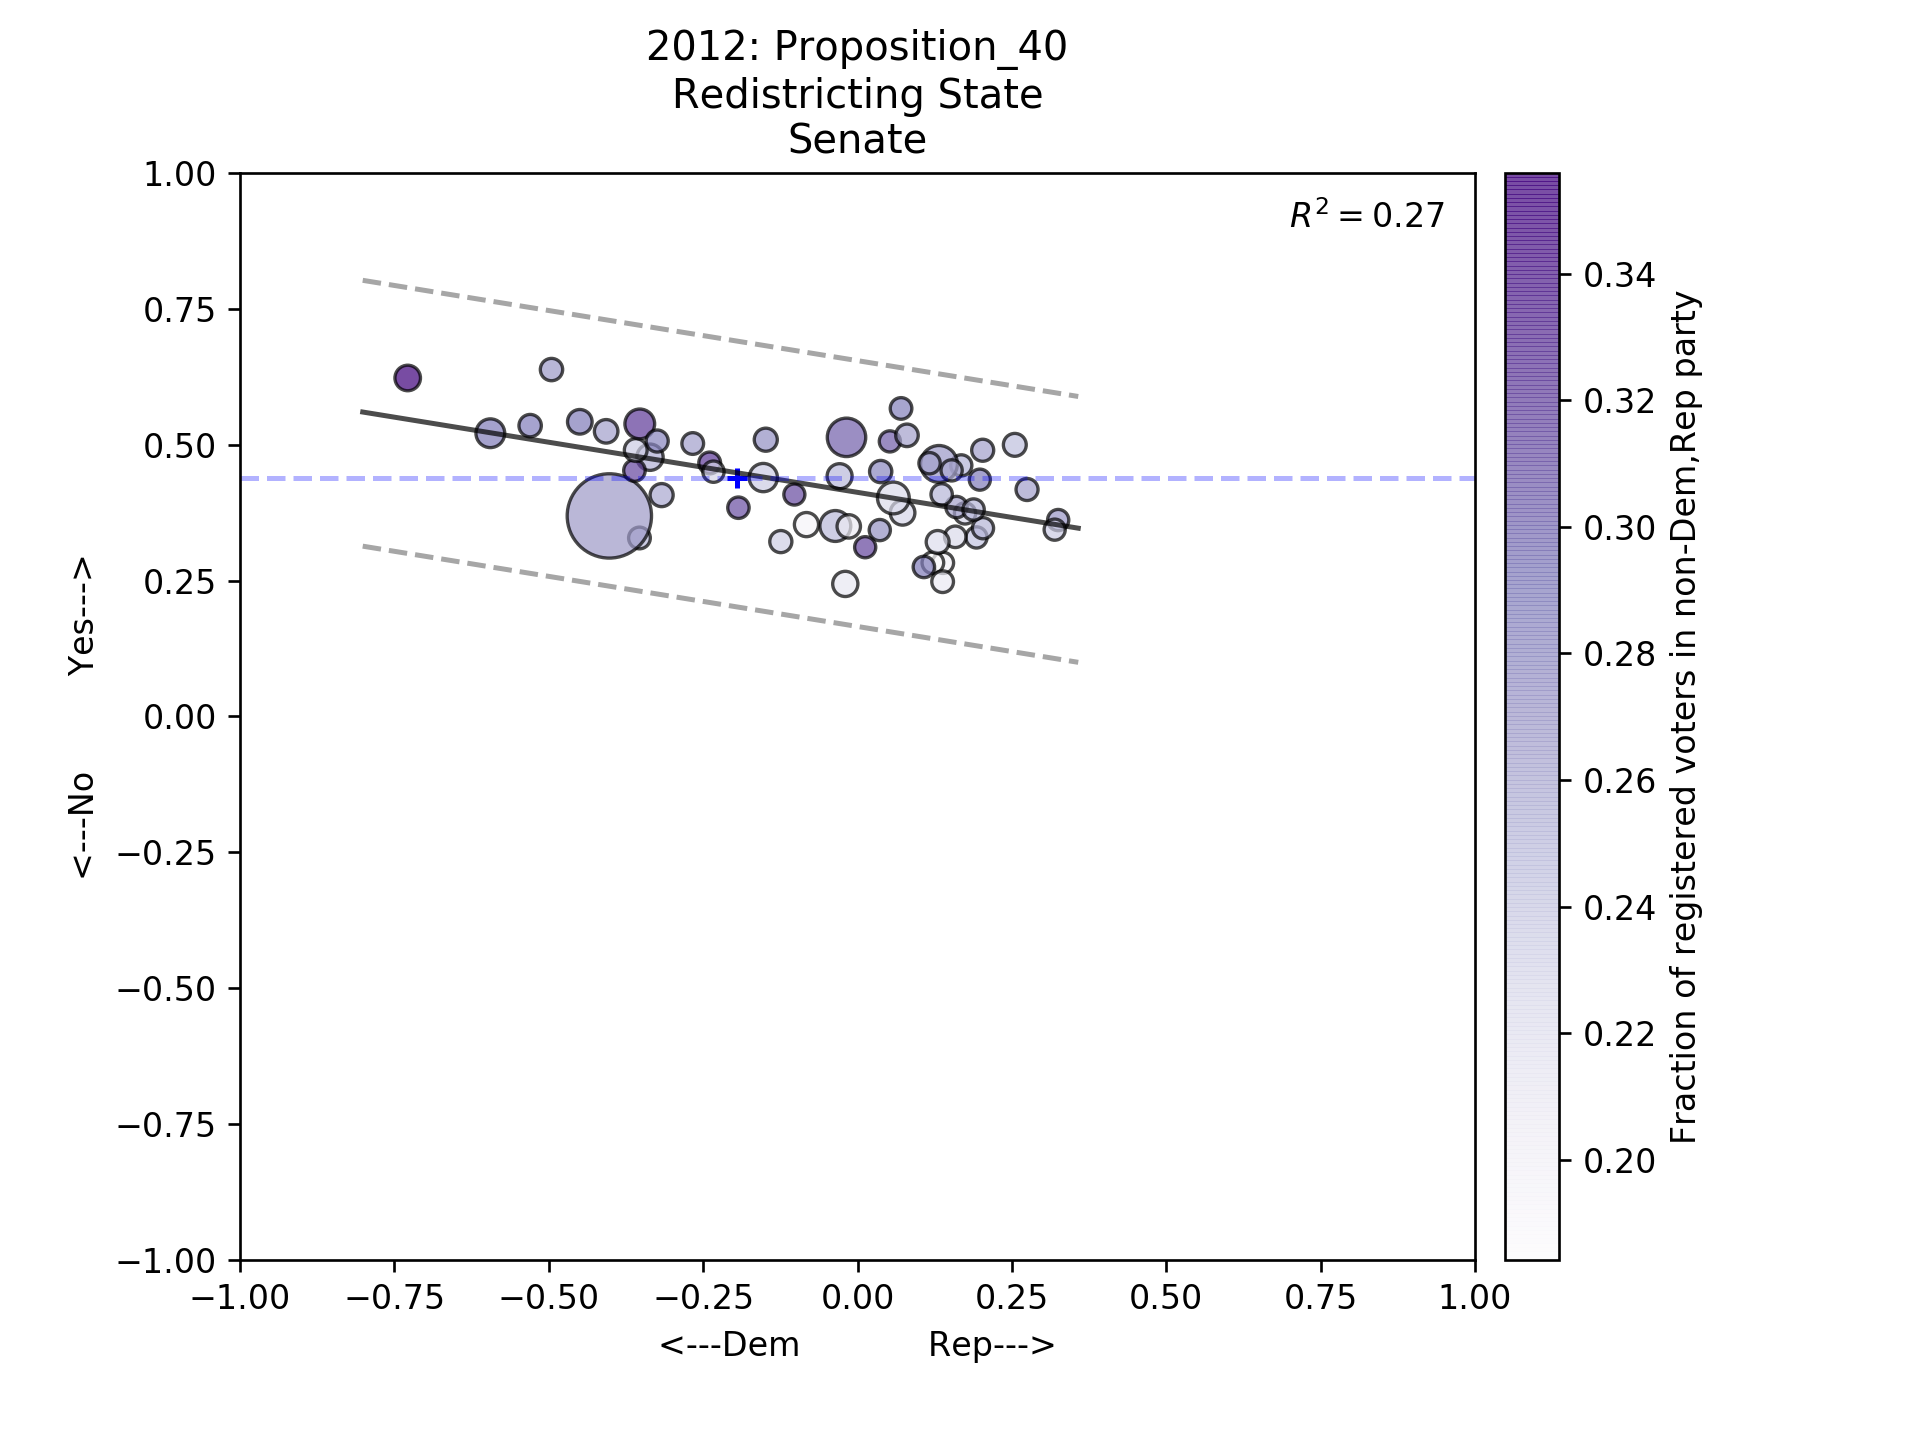 2012: Proposition_40
Redistricting State
Senate
R² = 0.27
1.00
0.75
0.50
0.25
0.00
−0.25
−0.50
−0.75
−1.00
<---No Yes--->
−1.00 −0.75 −0.50 −0.25 0.00 0.25 0.50 0.75 1.00
<---Dem Rep--->
0.34
0.32
0.30
0.28
0.26
0.24
0.22
0.20
Fraction of registered voters in non-Dem,Rep party